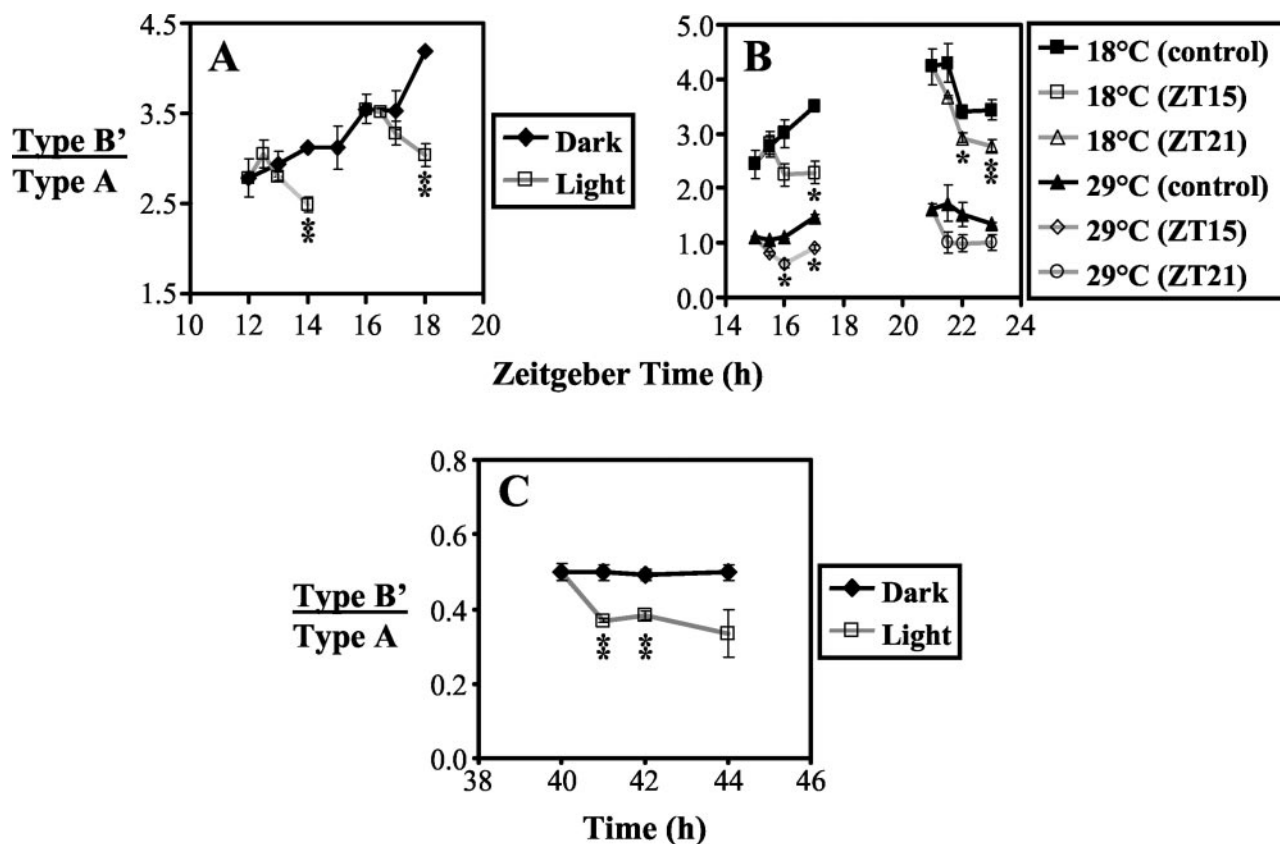 A
Type B’
Type A
4.5
3.5
2.5
1.5
10 12 14 16 18 20
**
**
Dark
Light
B
5.0
4.0
3.0
2.0
1.0
0.0
14 16 18 20 22 24
*
*
*
*
**
18°C (control)
18°C (ZT15)
18°C (ZT21)
29°C (control)
29°C (ZT15)
29°C (ZT21)
Zeitgeber Time (h)
C
Type B’
Type A
0.8
0.6
0.4
0.2
0.0
38 40 42 44 46
** **
Dark
Light
Time (h)